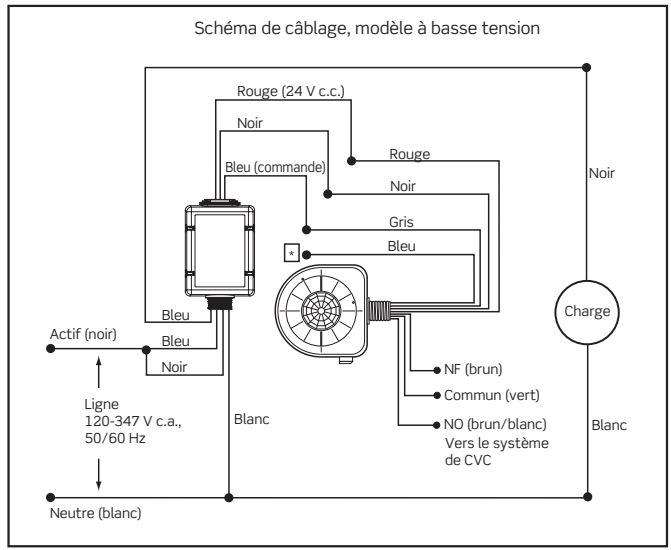 Schéma de câblage, modèle à basse tension
Rouge (24 V c.c.)
Noir
Bleu (commande)
Rouge
Noir
Gris
Bleu
*
Noir
Charge
Bleu
Actif (noir)
Bleu
Noir
Ligne
120-347 V c.a.,
50/60 Hz
Blanc
NF (brun)
Commun (vert)
NO (brun/blanc)
Vers le système
de CVC
Blanc
Neutre (blanc)